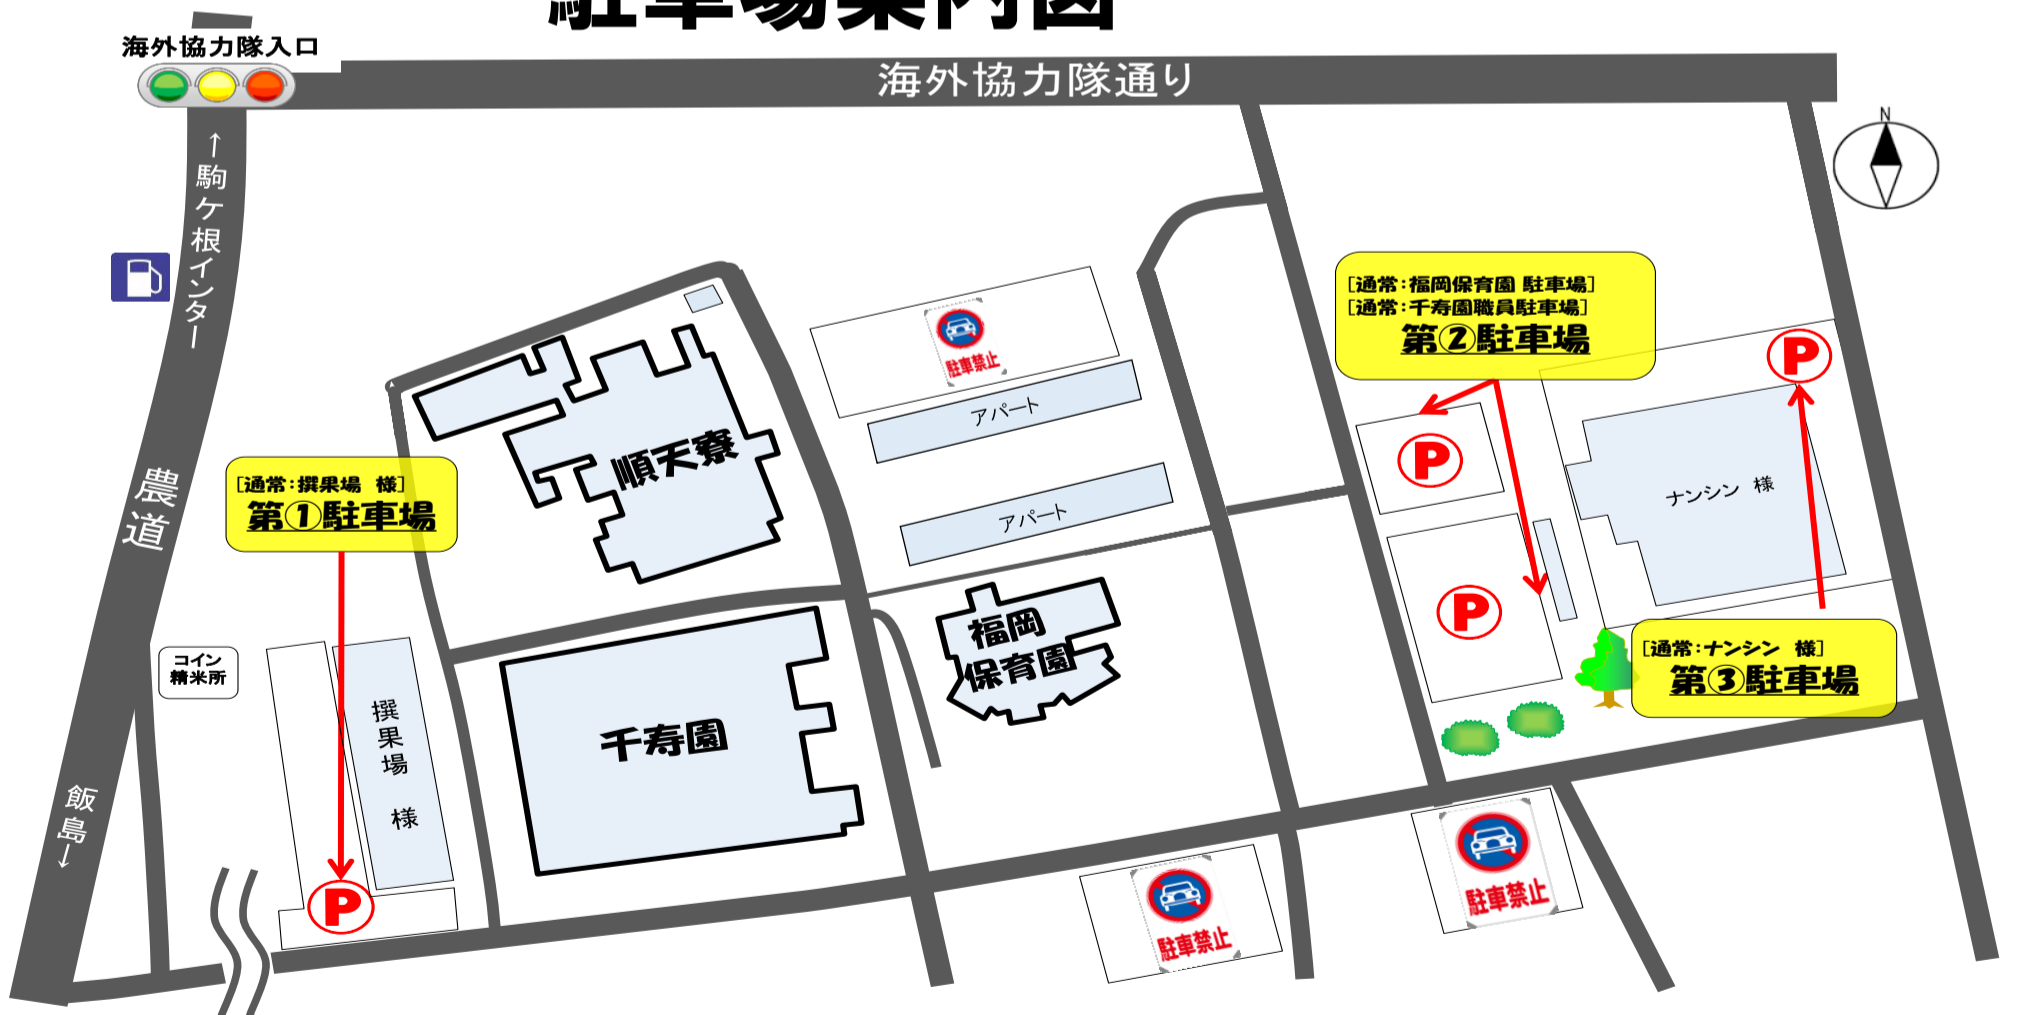 駐車場案内図
海外協力隊入口
海外協力隊通り
N
←駒ケ根インター
農道
飯島→
コイン
精米所
[通常:撰果場 様]
第①駐車場
撰果場 様
P
順天寮
千寿園
福岡
保育園
駐車禁止
アパート
アパート
[通常:福岡保育園 駐車場]
[通常:千寿園職員駐車場]
第②駐車場
P
P
P
ナンシン 様
[通常:ナンシン 様]
第③駐車場
駐車禁止
駐車禁止